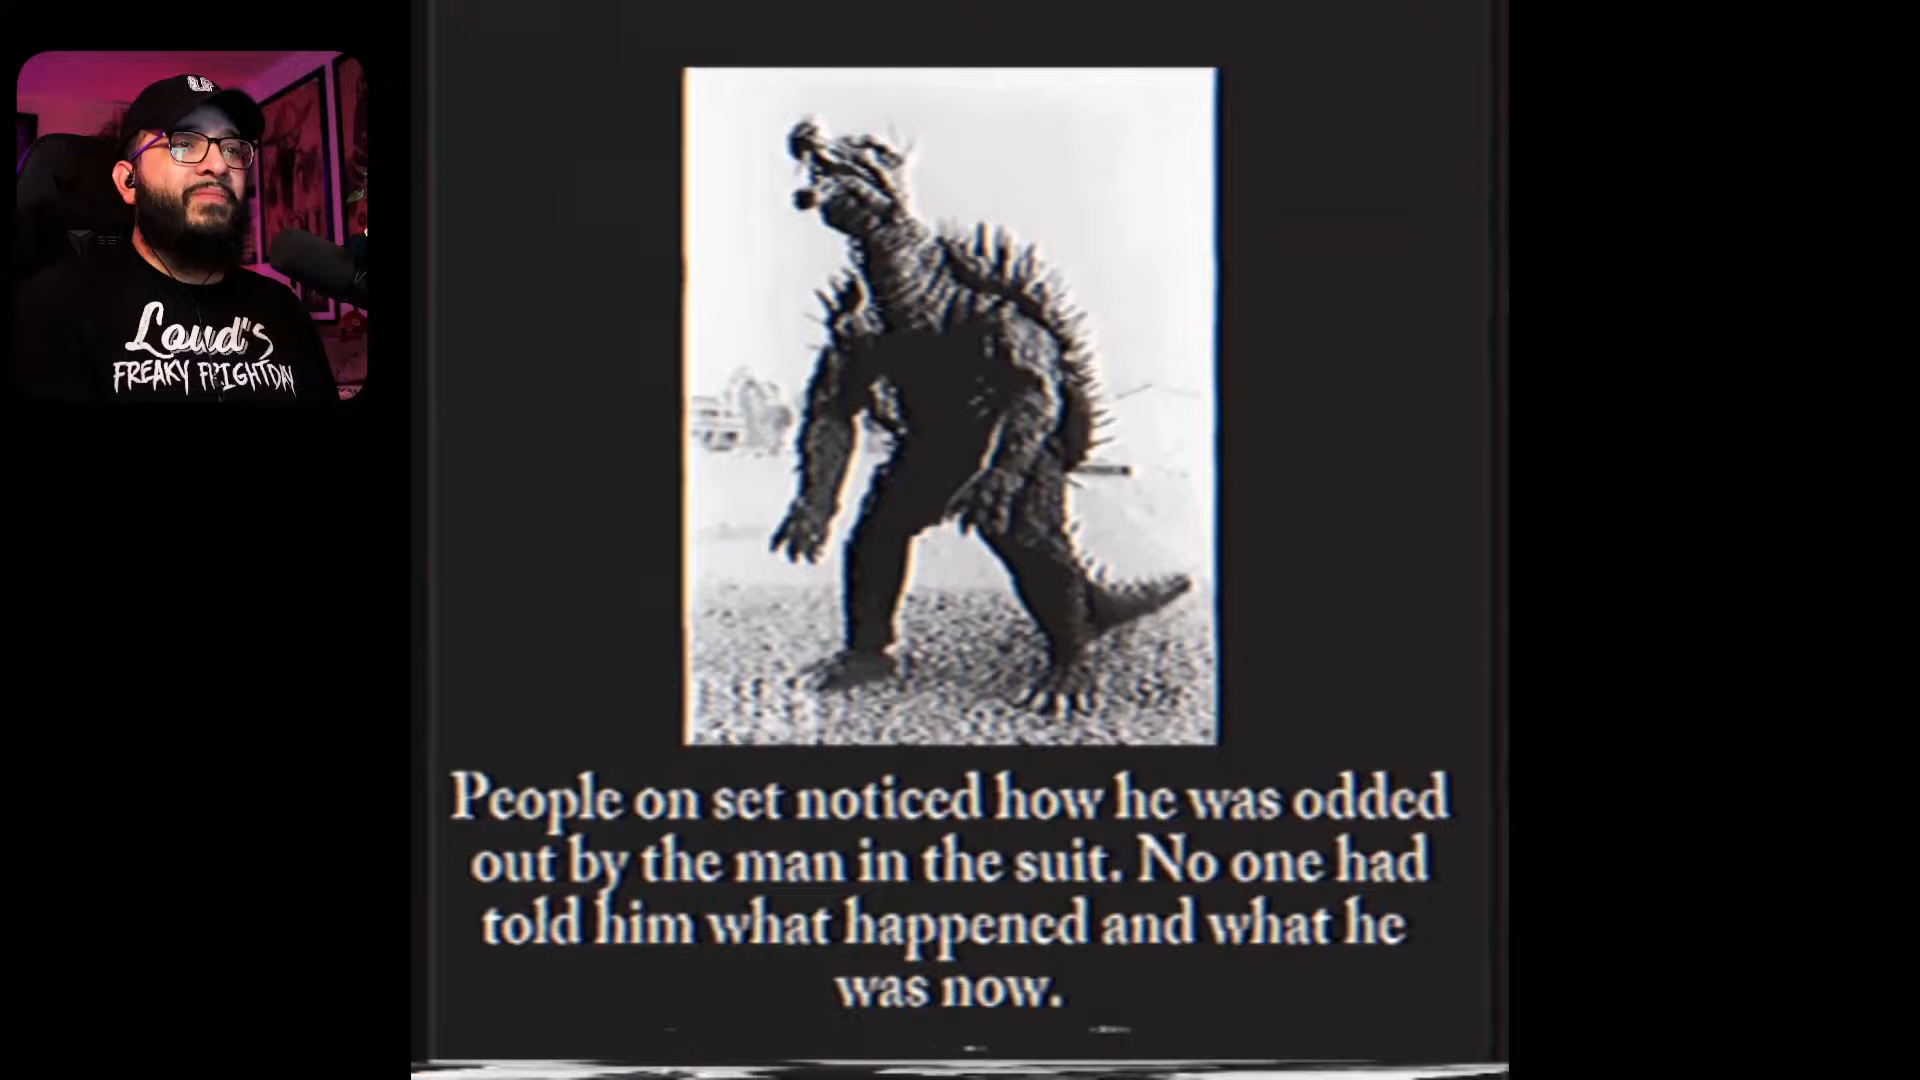 Loud's
FREAKY FRIGHTDAY
People on set noticed how he was odded
out by the man in the suit. No one had
told him what happened and what he
was now.